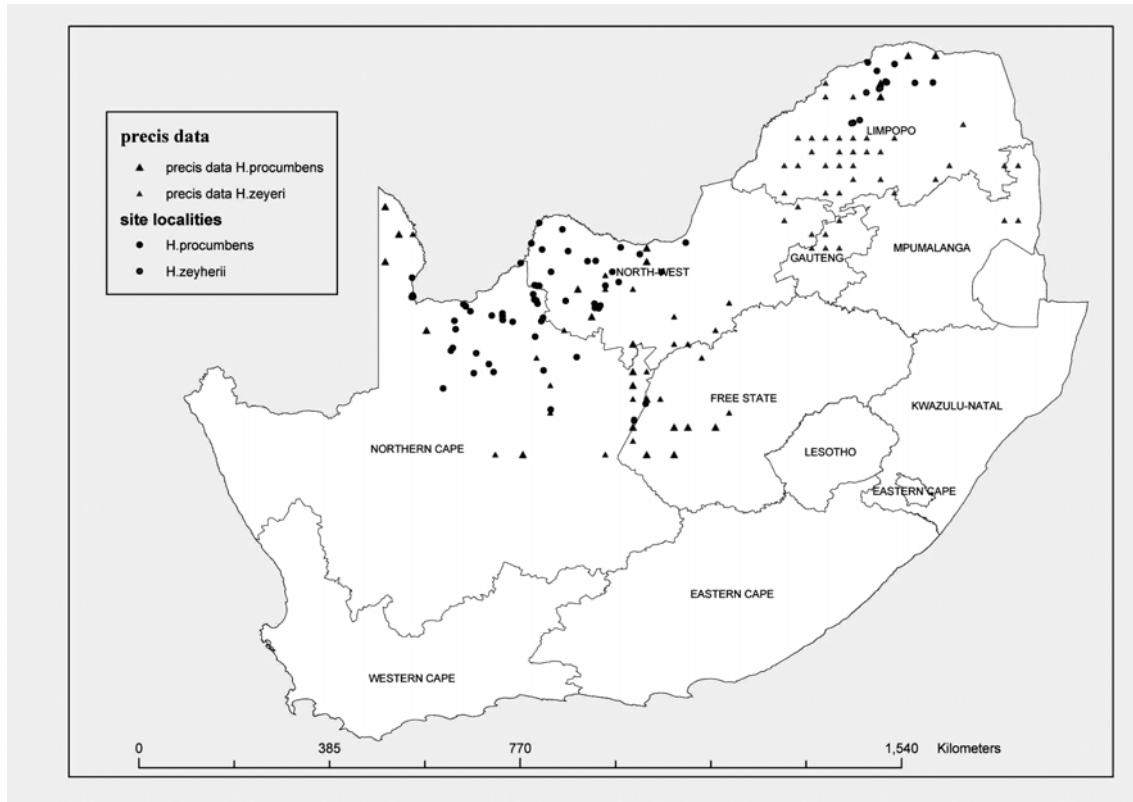 precis data
precis data H.procumbens
precis data H.zeyeri
site localities
H.procumbens
H.zeyherii
LIMPOPO
NORTH-WEST
GAUTENG
MPUMALANGA
FREE STATE
KWAZULU-NATAL
NORTHERN CAPE
LESOTHO
EASTERN CAPE
EASTERN CAPE
WESTERN CAPE
0 385 770 1,540 Kilometers